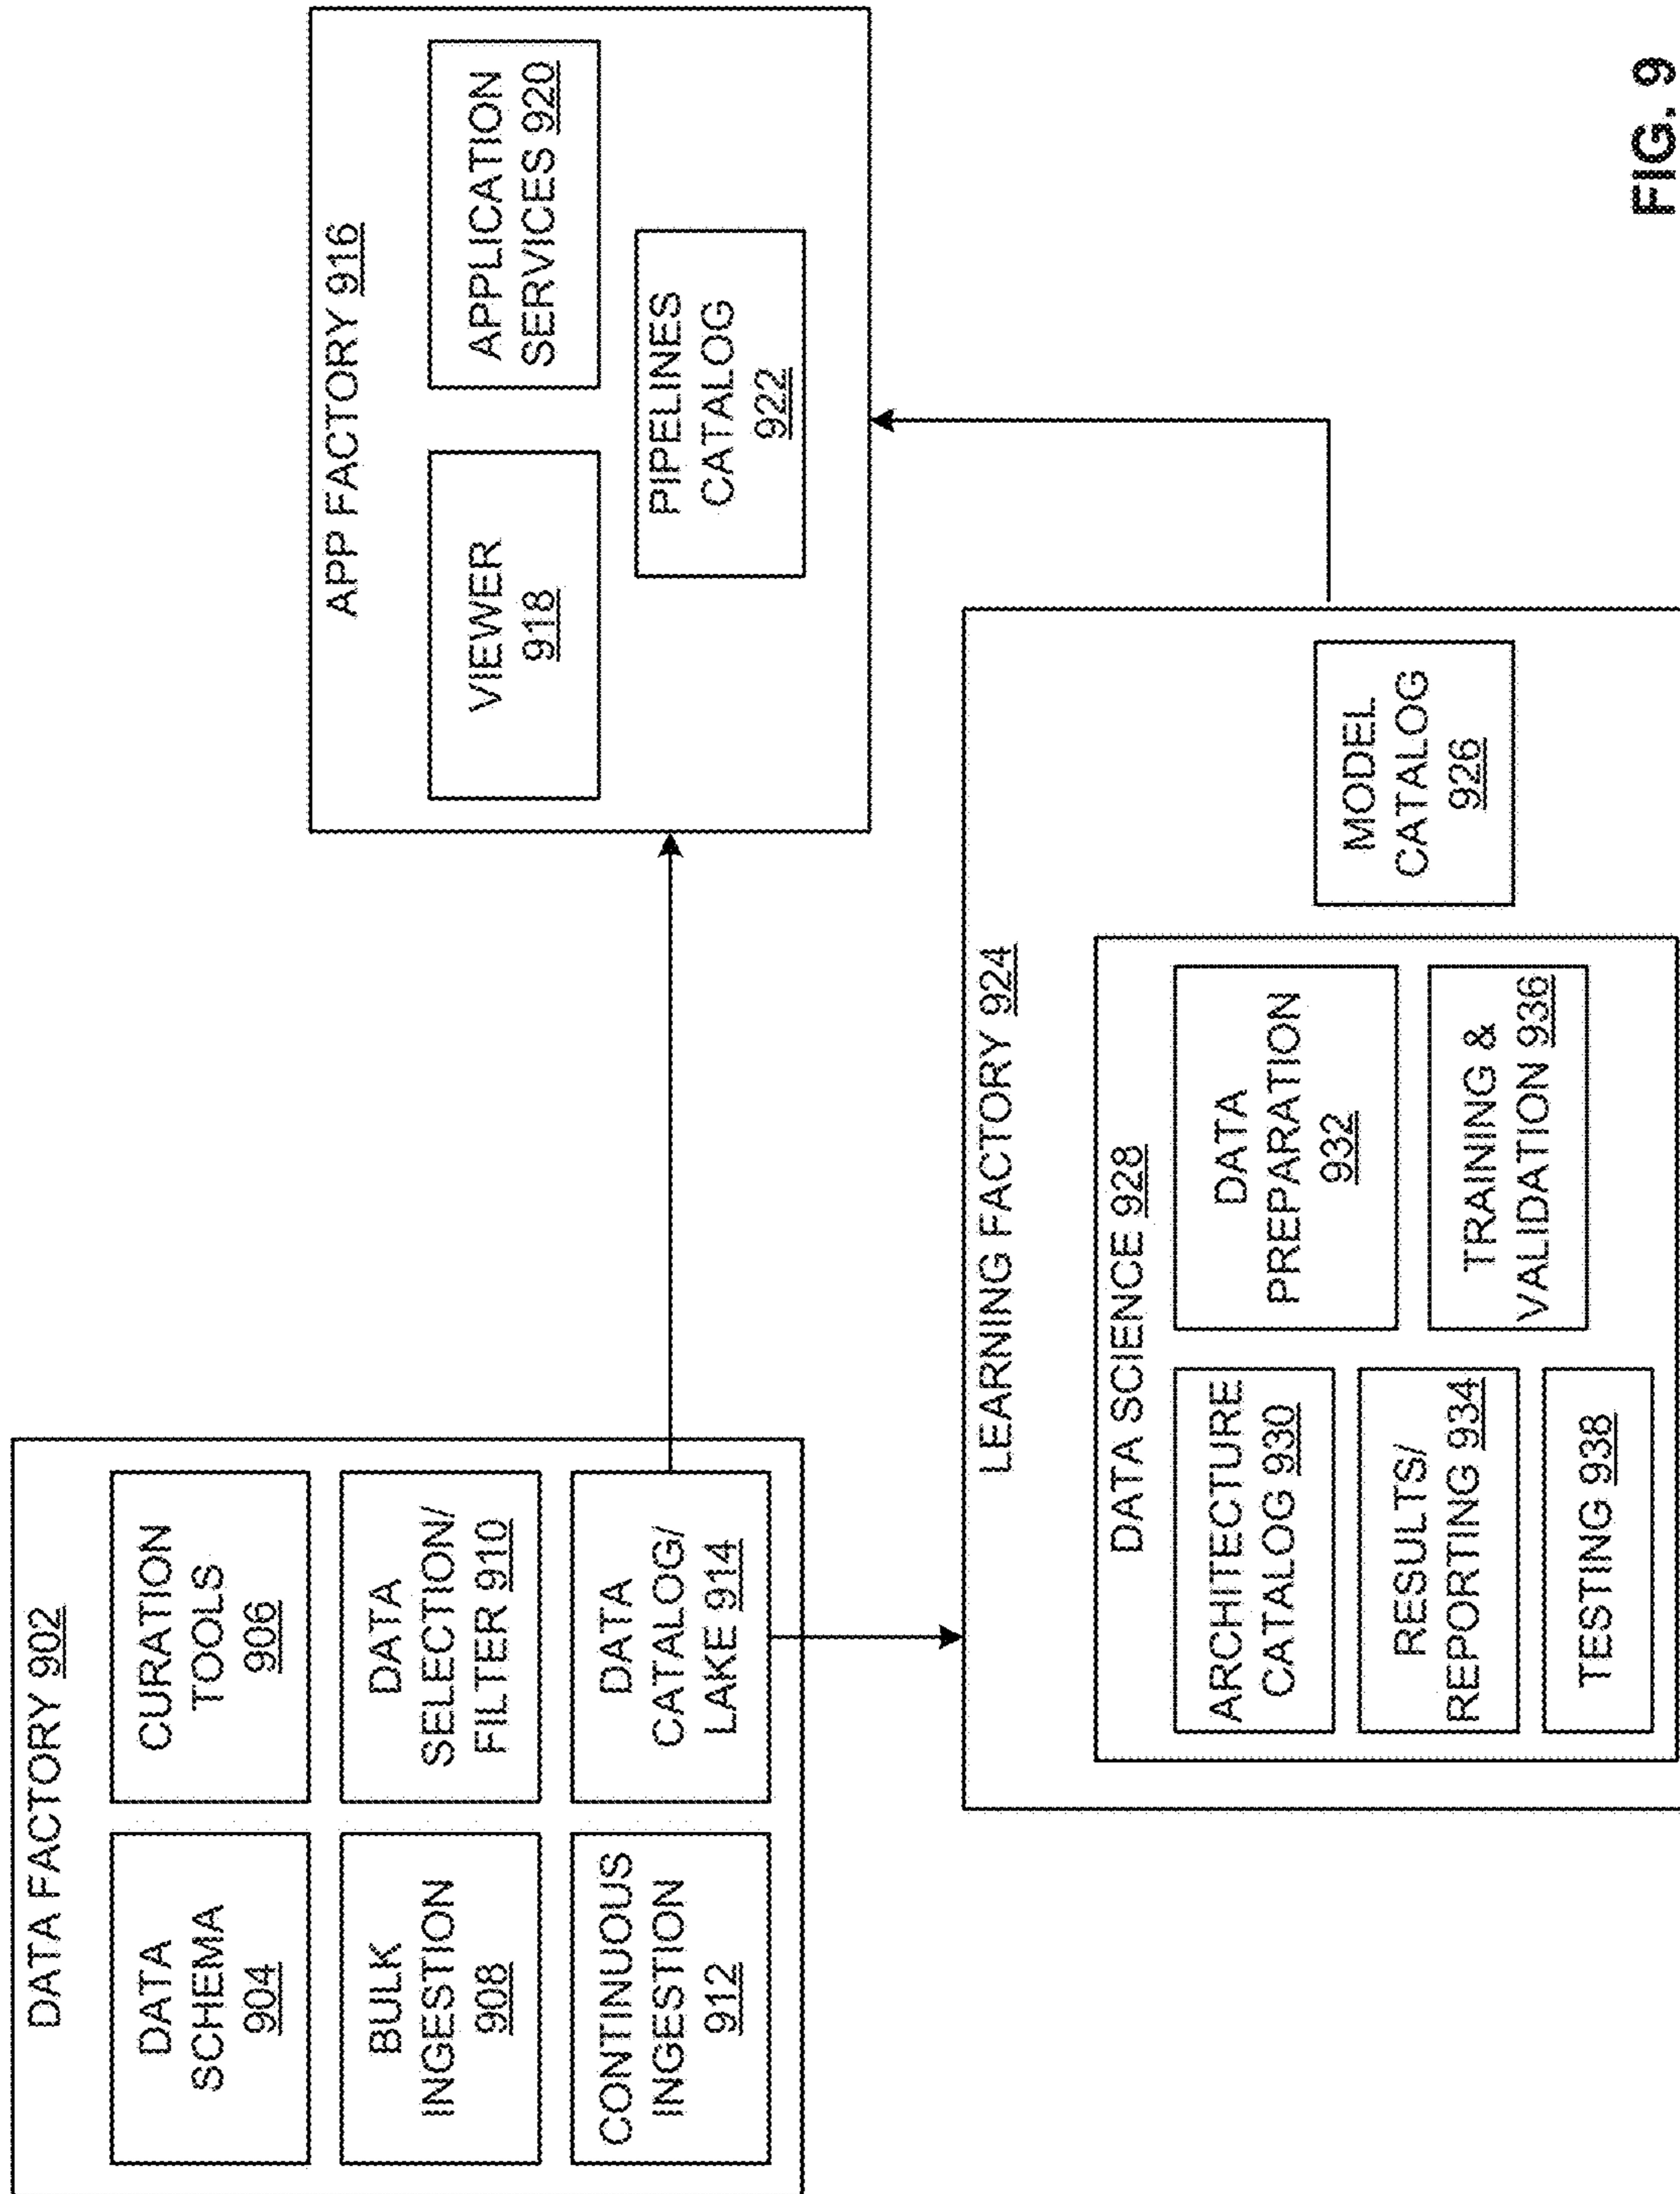 DATA FACTORY 902
DATA
SCHEMA
904
CURATION
TOOLS
906
BULK
INGESTION
908
DATA
SELECTION/
FILTER 910
CONTINUOUS
INGESTION
912
DATA
CATALOG/
LAKE 914
APP FACTORY 916
VIEWER
918
APPLICATION
SERVICES 920
PIPELINES
CATALOG
922
LEARNING FACTORY 924
DATA SCIENCE 928
ARCHITECTURE
CATALOG 930
DATA
PREPARATION
932
RESULTS/
REPORTING 934
TRAINING &
VALIDATION 936
TESTING 938
MODEL
CATALOG
926
FIG. 9